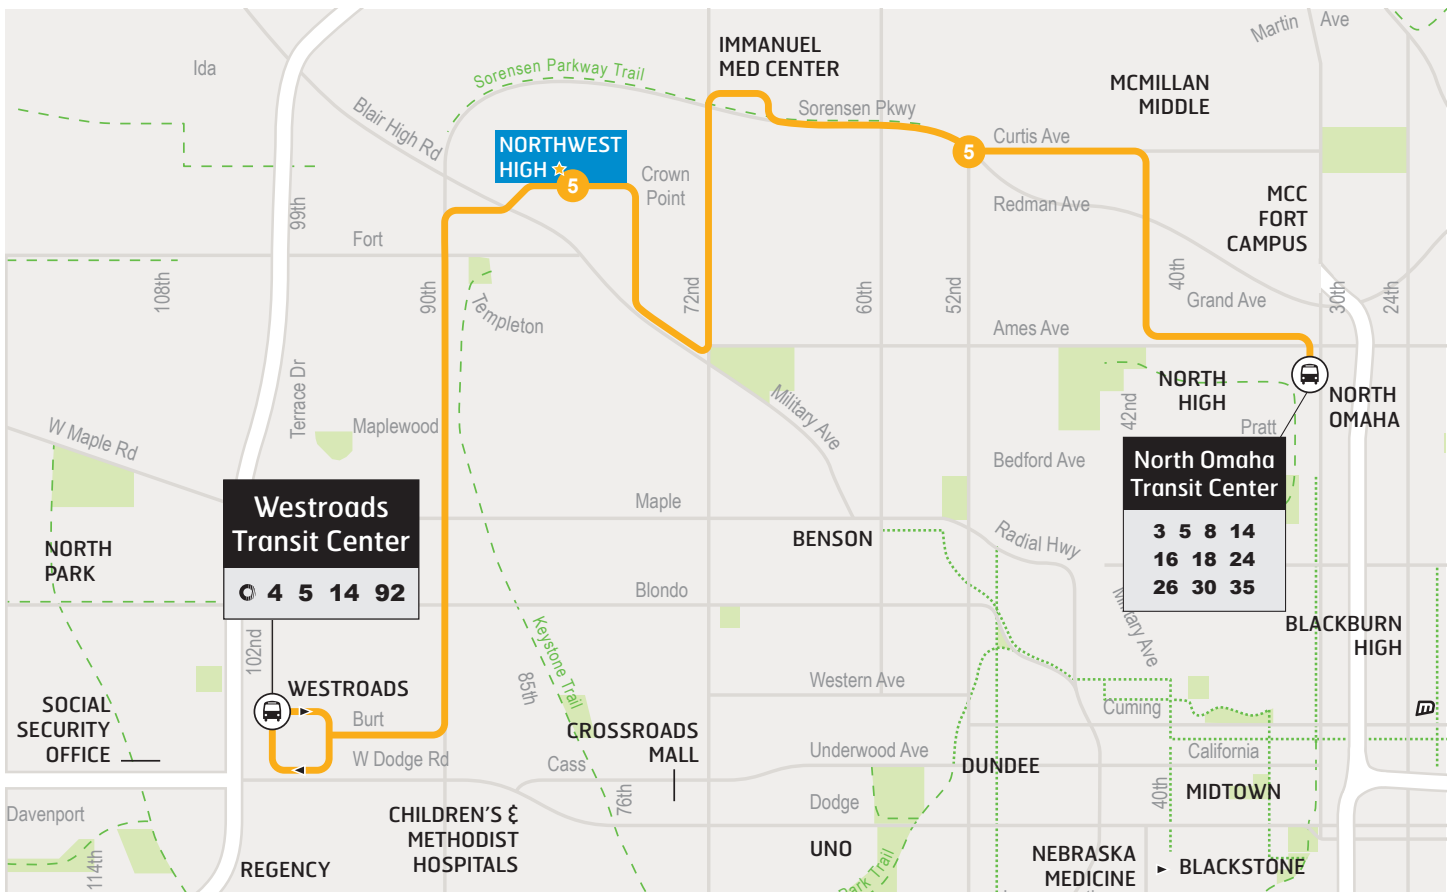 Martin Ave
IMMANUEL
MED CENTER
Ida
Sorensen Parkway Trail
MCMILLAN
MIDDLE
Blair High Rd
Sorensen Pkwy
NORTHWEST
HIGH
5
5
Curtis Ave
Crown
Point
99th
Redman Ave
MCC
FORT
CAMPUS
Fort
108th
90th
Templeton
72nd
60th
52nd
40th
Grand Ave
30th
24th
Ames Ave
Terrace Dr
NORTH
HIGH
NORTH
OMAHA
Military Ave
42nd
Pratt
W Maple Rd
Maplewood
Bedford Ave
North Omaha
Transit Center
3 5 8 14
16 18 24
26 30 35
Westroads
Transit Center
4 5 14 92
Maple
BENSON
Radial Hwy
NORTH
PARK
Blondo
Military Ave
BLACKBURN
HIGH
102nd
Keystone Trail
85th
WESTROADS
Western Ave
SOCIAL
SECURITY
OFFICE
Burt
Cuming
CROSSROADS
MALL
W Dodge Rd
Cass
Underwood Ave
California
DUNDEE
76th
40th
MIDTOWN
Davenport
Dodge
CHILDREN'S &
METHODIST
HOSPITALS
114th
REGENCY
UNO
Park Trail
NEBRASKA
MEDICINE
BLACKSTONE